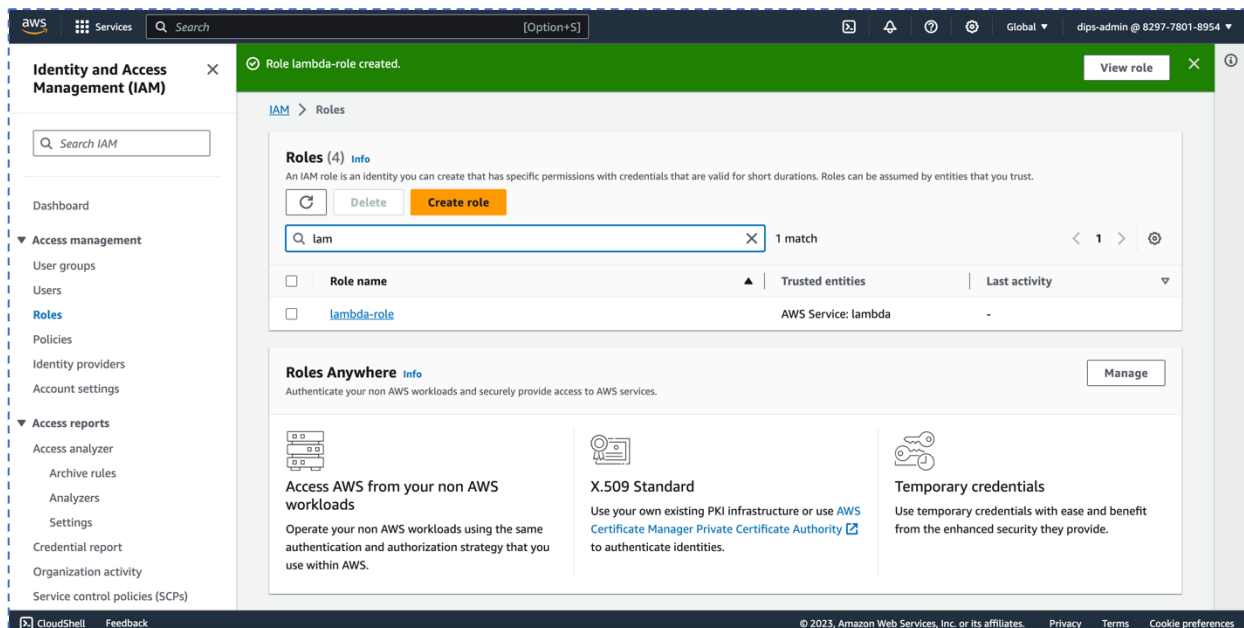 aws
Services
Search
[Option+S]
Global ▼
dips-admin @ 8297-7801-8954 ▼
Identity and Access
Management (IAM)
Search IAM
Dashboard
Access management
User groups
Users
Roles
Policies
Identity providers
Account settings
Access reports
Access analyzer
Archive rules
Analyzers
Settings
Credential report
Organization activity
Service control policies (SCPs)
Role lambda-role created.
View role
IAM > Roles
Roles (4) Info
An IAM role is an identity you can create that has specific permissions with credentials that are valid for short durations. Roles can be assumed by entities that you trust.
Delete
Create role
lam
1 match
1
Role name
Trusted entities
Last activity
lambda-role
AWS Service: lambda
-
Roles Anywhere Info
Authenticate your non AWS workloads and securely provide access to AWS services.
Manage
Access AWS from your non AWS
workloads
Operate your non AWS workloads using the same
authentication and authorization strategy that you
use within AWS.
X.509 Standard
Use your own existing PKI infrastructure or use AWS
Certificate Manager Private Certificate Authority
to authenticate identities.
Temporary credentials
Use temporary credentials with ease and benefit
from the enhanced security they provide.
CloudShell
Feedback
© 2023, Amazon Web Services, Inc. or its affiliates.
Privacy
Terms
Cookie preferences